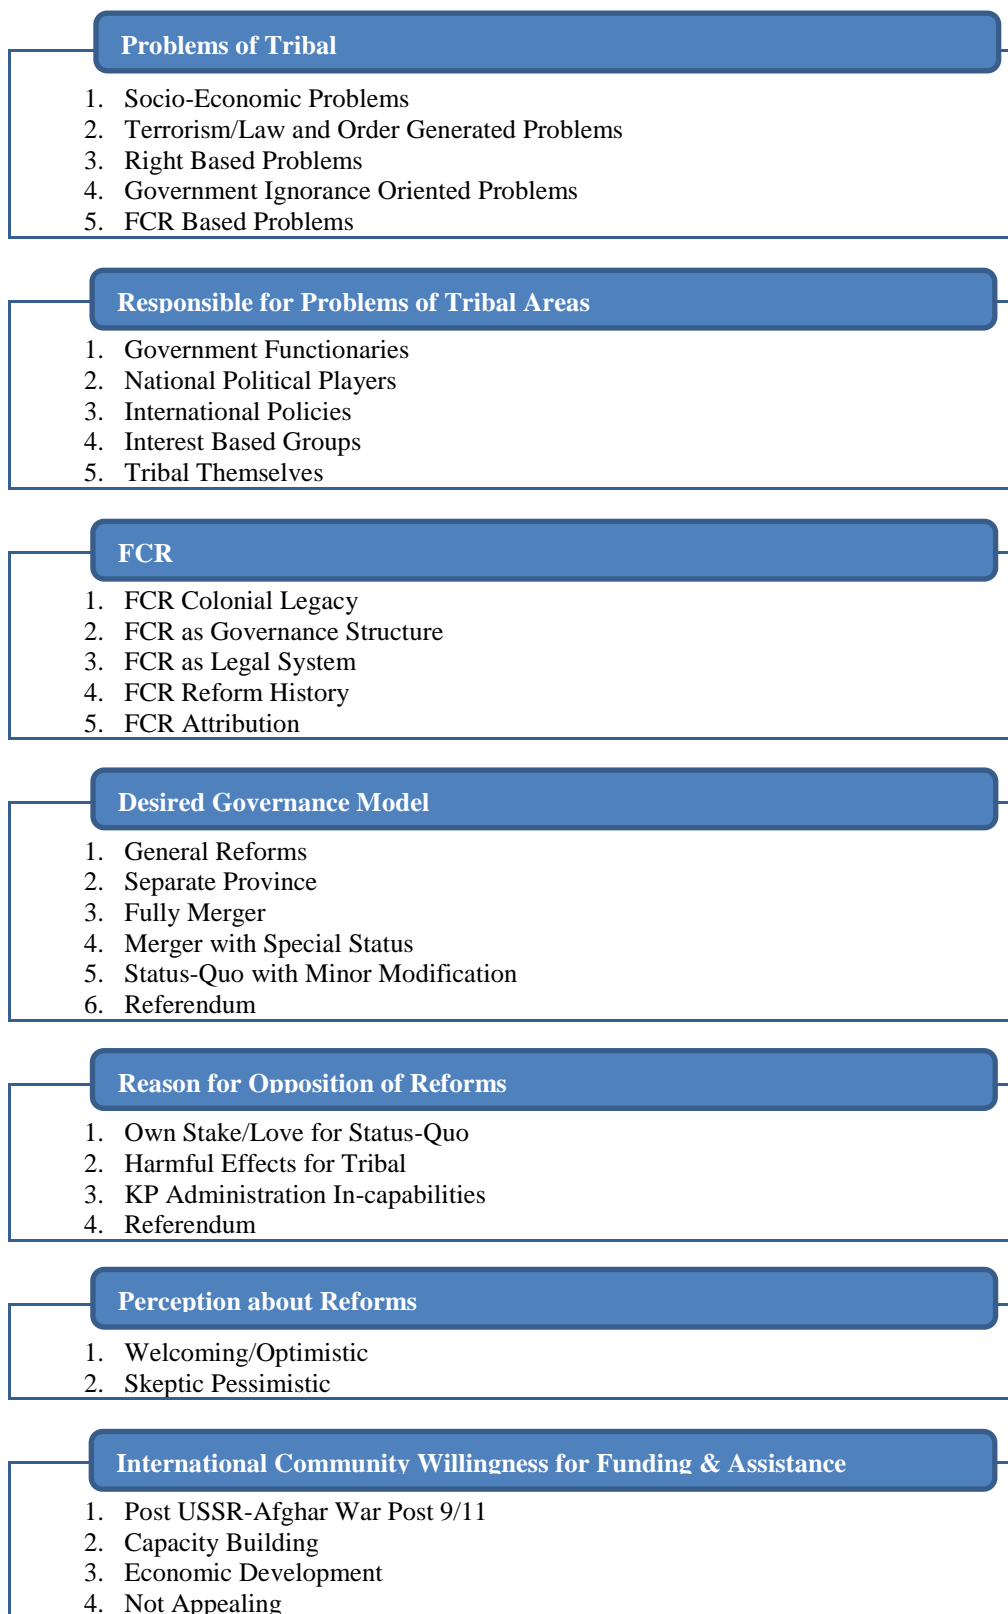 Problems of Tribal
1. Socio-Economic Problems
2. Terrorism/Law and Order Generated Problems
3. Right Based Problems
4. Government Ignorance Oriented Problems
5. FCR Based Problems
Responsible for Problems of Tribal Areas
1. Government Functionaries
2. National Political Players
3. International Policies
4. Interest Based Groups
5. Tribal Themselves
FCR
1. FCR Colonial Legacy
2. FCR as Governance Structure
3. FCR as Legal System
4. FCR Reform History
5. FCR Attribution
Desired Governance Model
1. General Reforms
2. Separate Province
3. Fully Merger
4. Merger with Special Status
5. Status-Quo with Minor Modification
6. Referendum
Reason for Opposition of Reforms
1. Own Stake/Love for Status-Quo
2. Harmful Effects for Tribal
3. KP Administration In-capabilities
4. Referendum
Perception about Reforms
1. Welcoming/Optimistic
2. Skeptic Pessimistic
International Community Willingness for Funding & Assistance
1. Post USSR-Afghar War Post 9/11
2. Capacity Building
3. Economic Development
4. Not Appealing